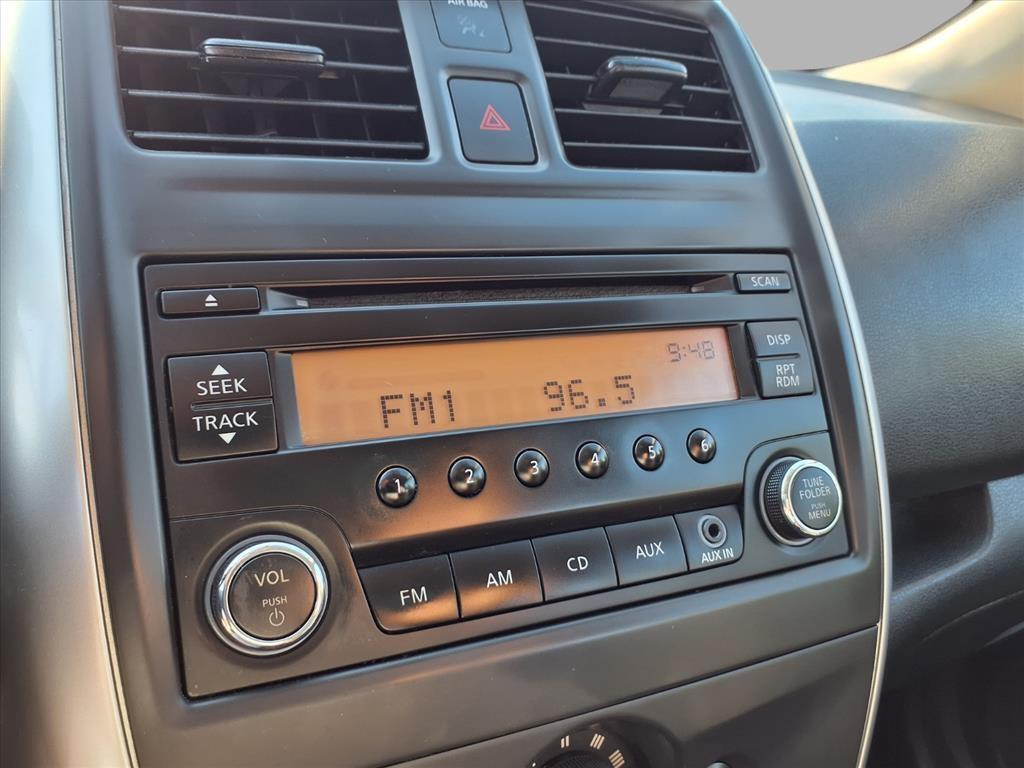 AIR BAG
SCAN
DISP
RPT
RDM
SEEK
TRACK
9:48
FM1 96.5
1 2 3 4 5 6
TUNE
FOLDER
PUSH
MENU
VOL
PUSH
FM AM CD AUX
AUX IN